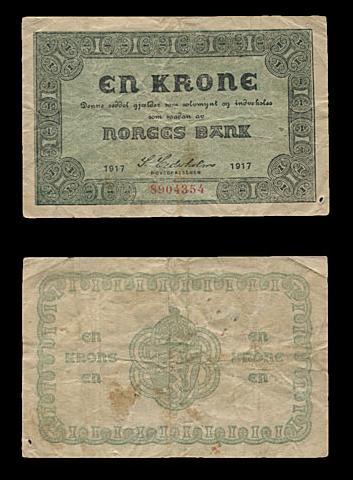 EN KRONE
Denne seddel gjælder som sølvmynt og indveksles
som saadan av
NORGES BANK
1917 1917
HOVEDKASSERER
8904354
EN EN
KRONE KRONE
EN EN